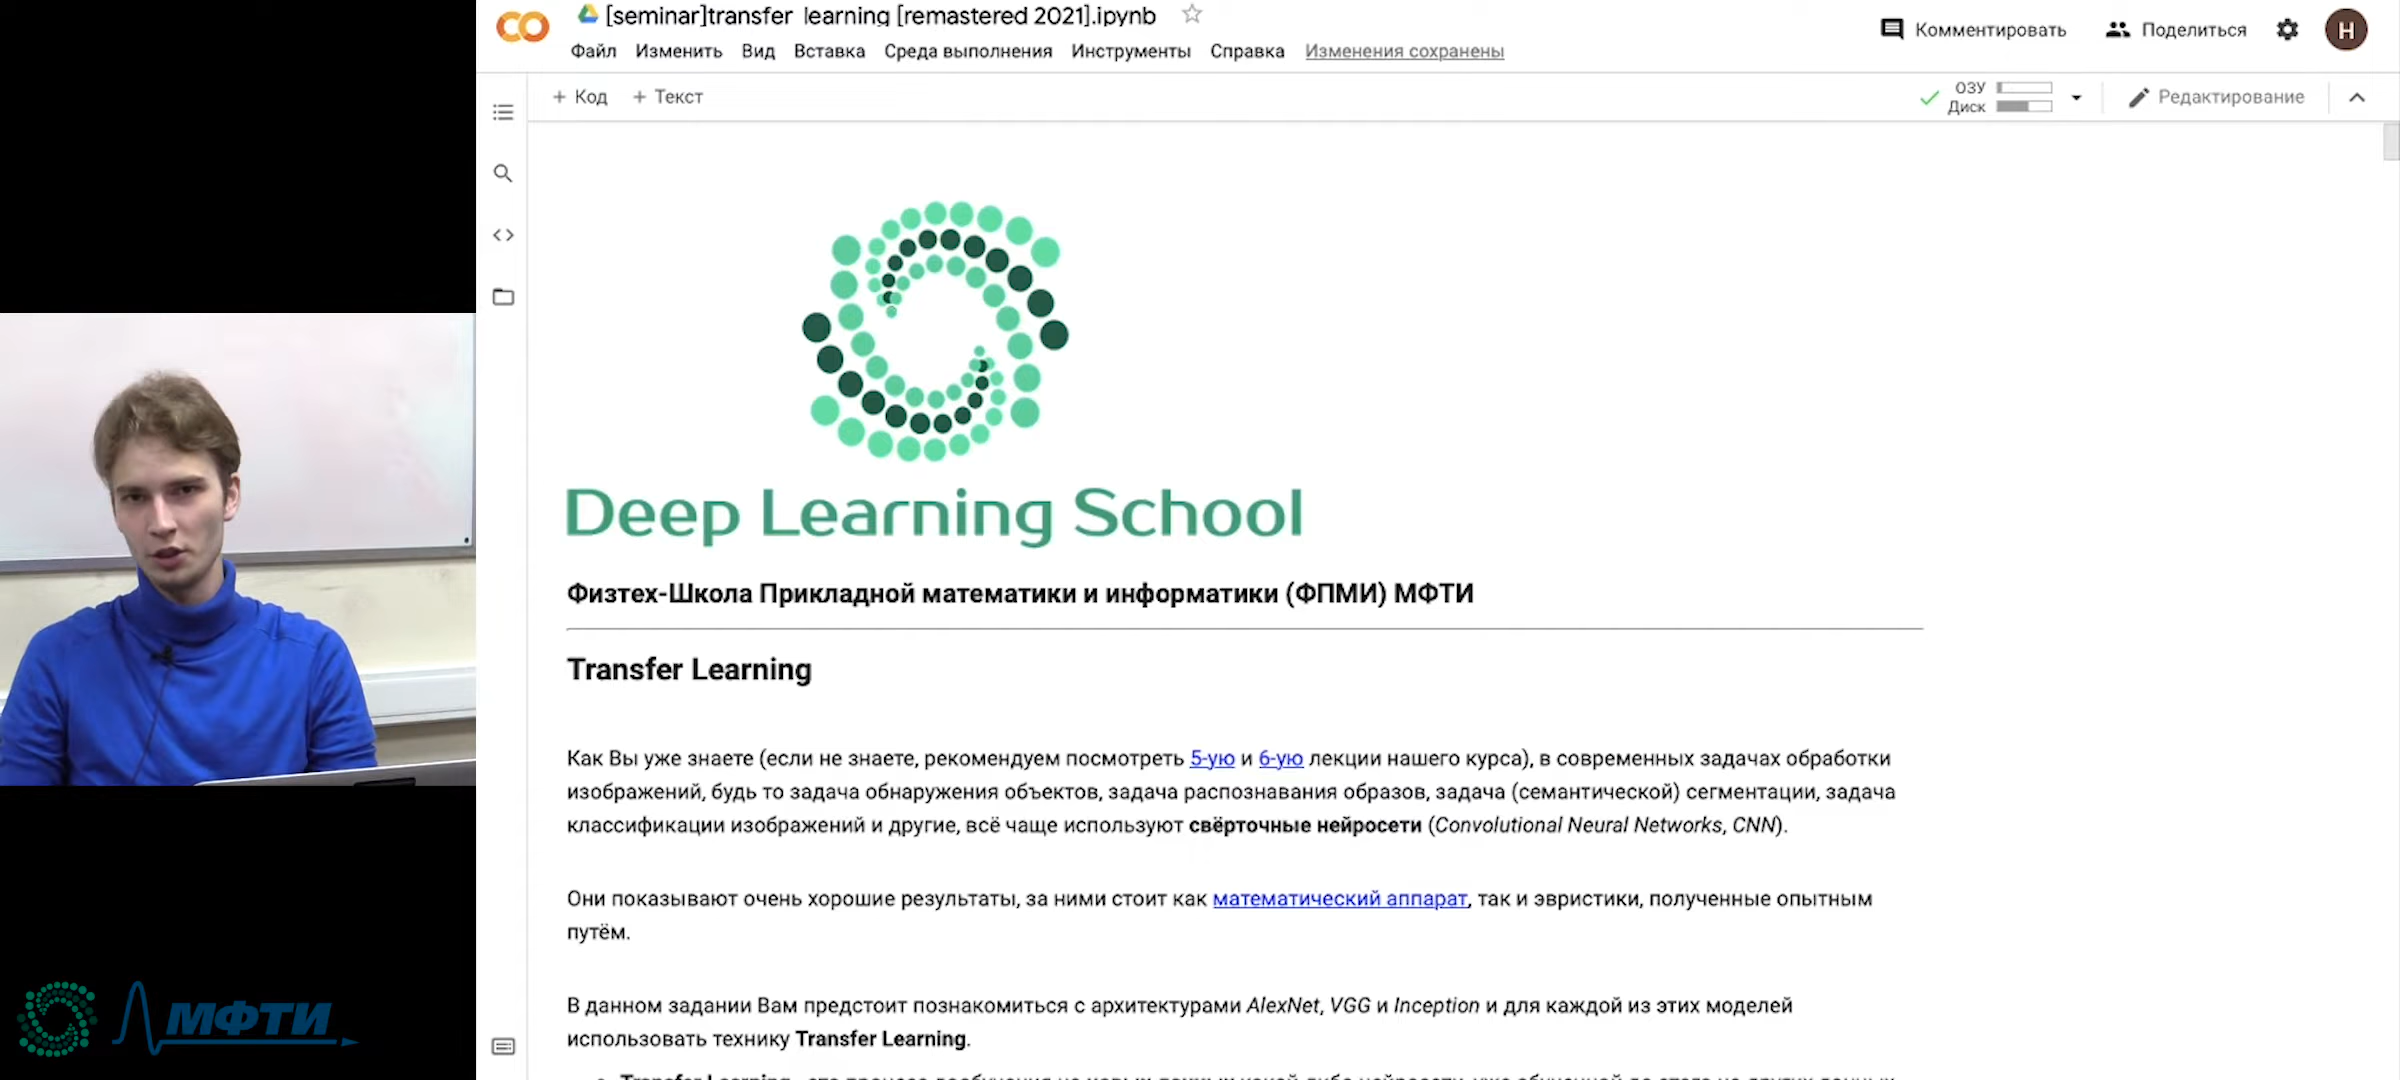 [seminar]transfer_learning [remastered 2021].ipynb
Файл Изменить Вид Вставка Среда выполнения Инструменты Справка Изменения сохранены
Комментировать Поделиться Н
+ Код + Текст
ОЗУ
Диск
Редактирование
Deep Learning School
Физтех-Школа Прикладной математики и информатики (ФПМИ) МФТИ
Transfer Learning
Как Вы уже знаете (если не знаете, рекомендуем посмотреть 5-ую и 6-ую лекции нашего курса), в современных задачах обработки
изображений, будь то задача обнаружения объектов, задача распознавания образов, задача (семантической) сегментации, задача
классификации изображений и другие, всё чаще используют свёрточные нейросети (Convolutional Neural Networks, CNN).
Они показывают очень хорошие результаты, за ними стоит как математический аппарат, так и эвристики, полученные опытным
путём.
В данном задании Вам предстоит познакомиться с архитектурами AlexNet, VGG и Inception и для каждой из этих моделей
использовать технику Transfer Learning.
МФТИ